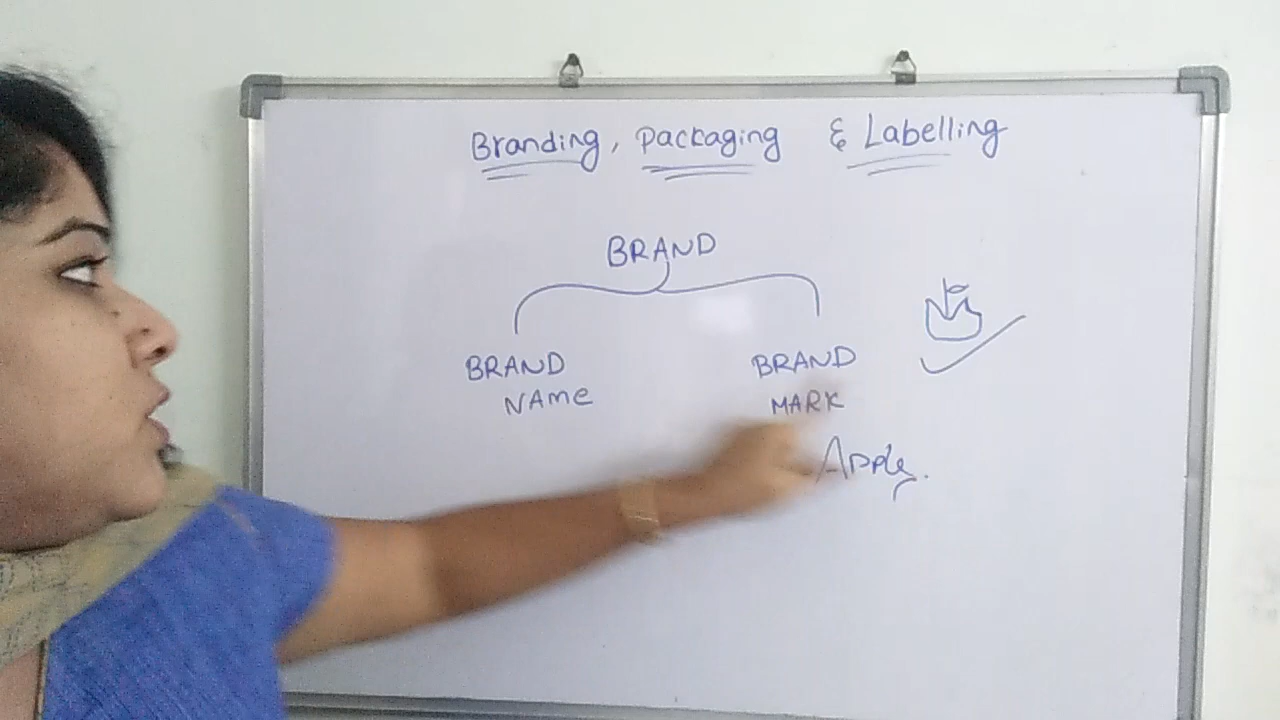 Branding, Packaging & Labelling
BRAND
BRAND NAME
BRAND MARK
Apple.